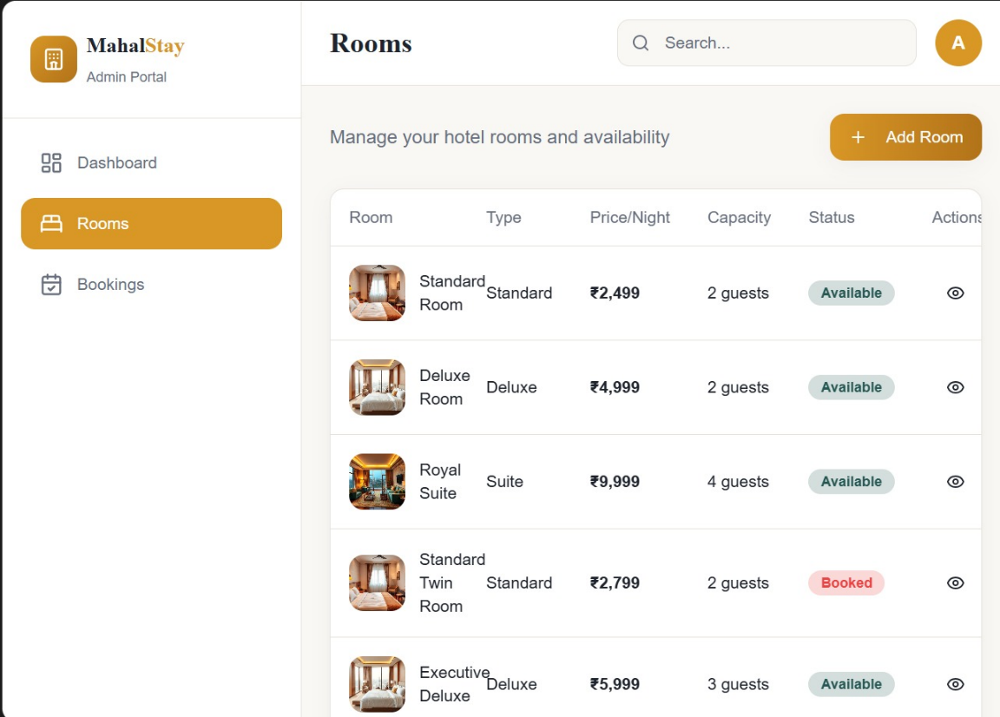 MahalStay
Admin Portal
Rooms
Search...
A
Dashboard
Rooms
Bookings
Manage your hotel rooms and availability
+ Add Room
Room Type Price/Night Capacity Status Actions
Standard
Room
Standard ₹2,499 2 guests Available
Deluxe
Room
Deluxe ₹4,999 2 guests Available
Royal
Suite
Suite ₹9,999 4 guests Available
Standard
Twin
Room
Standard ₹2,799 2 guests Booked
Executive
Deluxe
Deluxe ₹5,999 3 guests Available